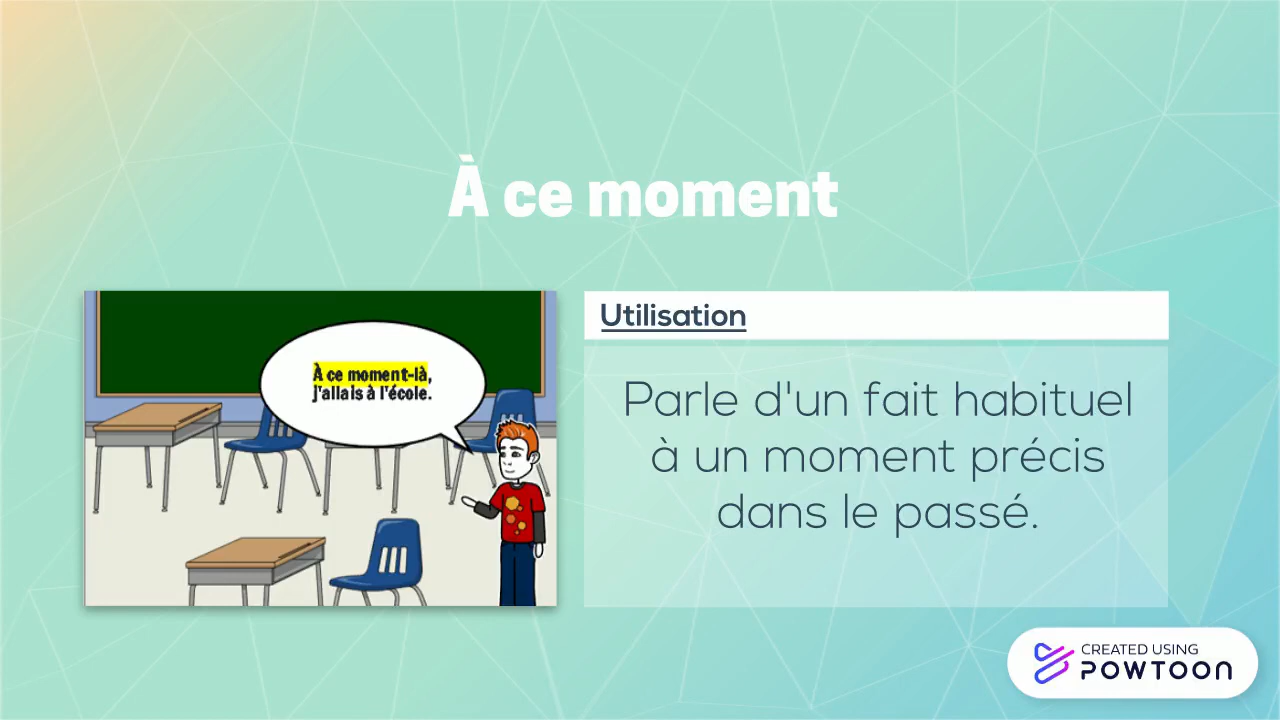 À ce moment
À ce moment-là,
j'allais à l'école.
Utilisation
Parle d'un fait habituel
à un moment précis
dans le passé.
CREATED USING
POWTOON